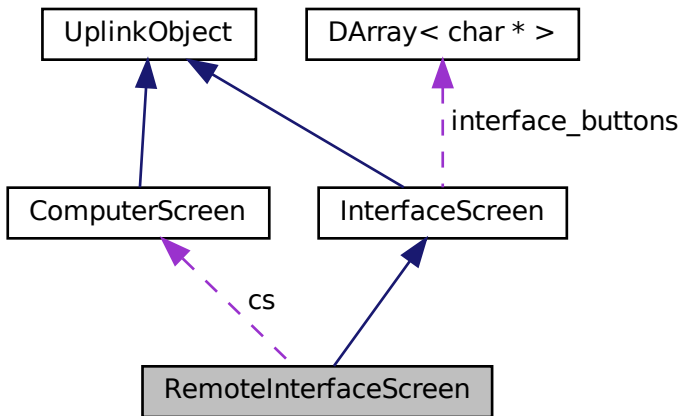 UplinkObject
DArray< char * >
interface_buttons
ComputerScreen
InterfaceScreen
cs
RemoteInterfaceScreen